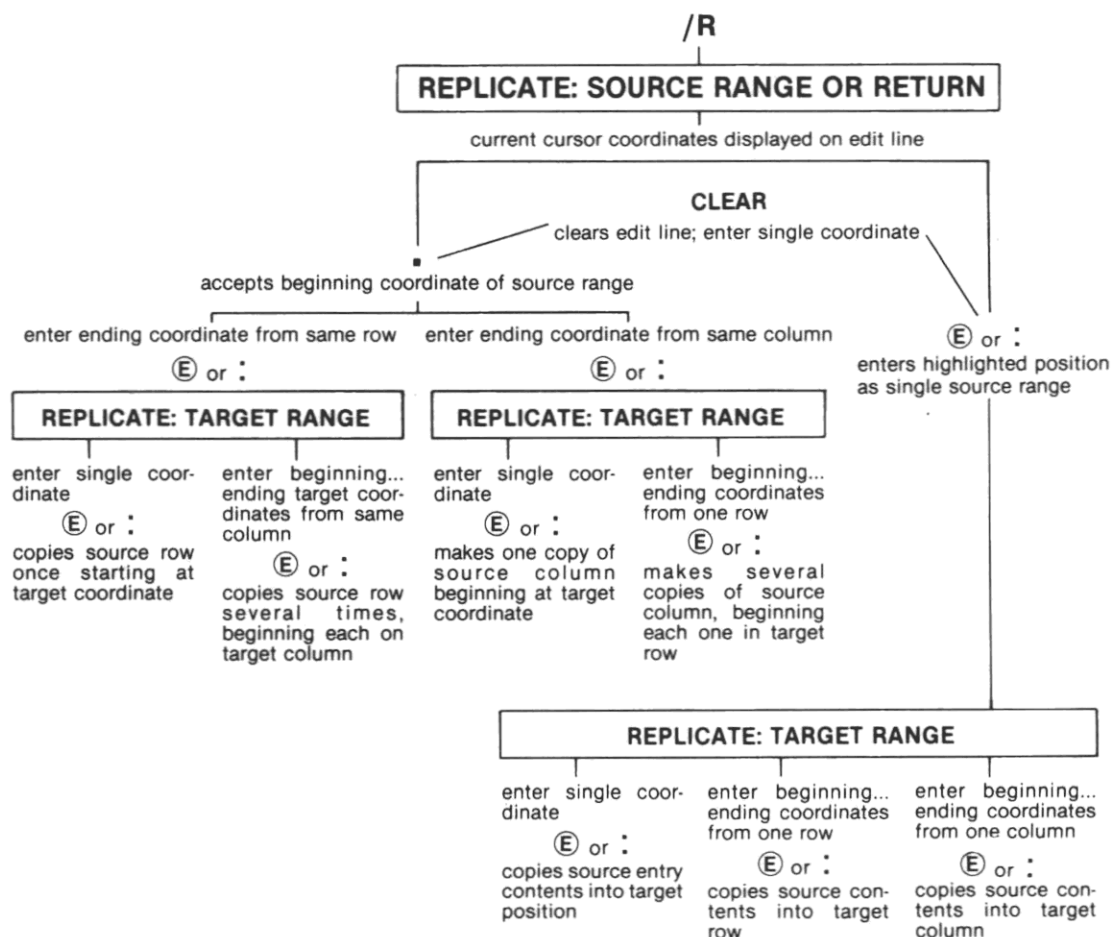 /R
REPLICATE: SOURCE RANGE OR RETURN
current cursor coordinates displayed on edit line
CLEAR
clears edit line; enter single coordinate
.
accepts beginning coordinate of source range
enter ending coordinate from same row
Ⓔ or :
REPLICATE: TARGET RANGE
enter single coor-
dinate
Ⓔ or :
copies source row
once starting at
target coordinate
enter beginning...
ending target coor-
dinates from same
column
Ⓔ or :
copies source row
several times,
beginning each on
target column
enter ending coordinate from same column
Ⓔ or :
REPLICATE: TARGET RANGE
enter single coor-
dinate
Ⓔ or :
makes one copy of
source column
beginning at target
coordinate
enter beginning...
ending coordinates
from one row
Ⓔ or :
makes several
copies of source
column, beginning
each one in target
row
Ⓔ or :
enters highlighted position
as single source range
REPLICATE: TARGET RANGE
enter single coor-
dinate
Ⓔ or :
copies source entry
contents into target
position
enter beginning...
ending coordinates
from one row
Ⓔ or :
copies source con-
tents into target
row
enter beginning...
ending coordinates
from one column
Ⓔ or :
copies source con-
tents into target
column